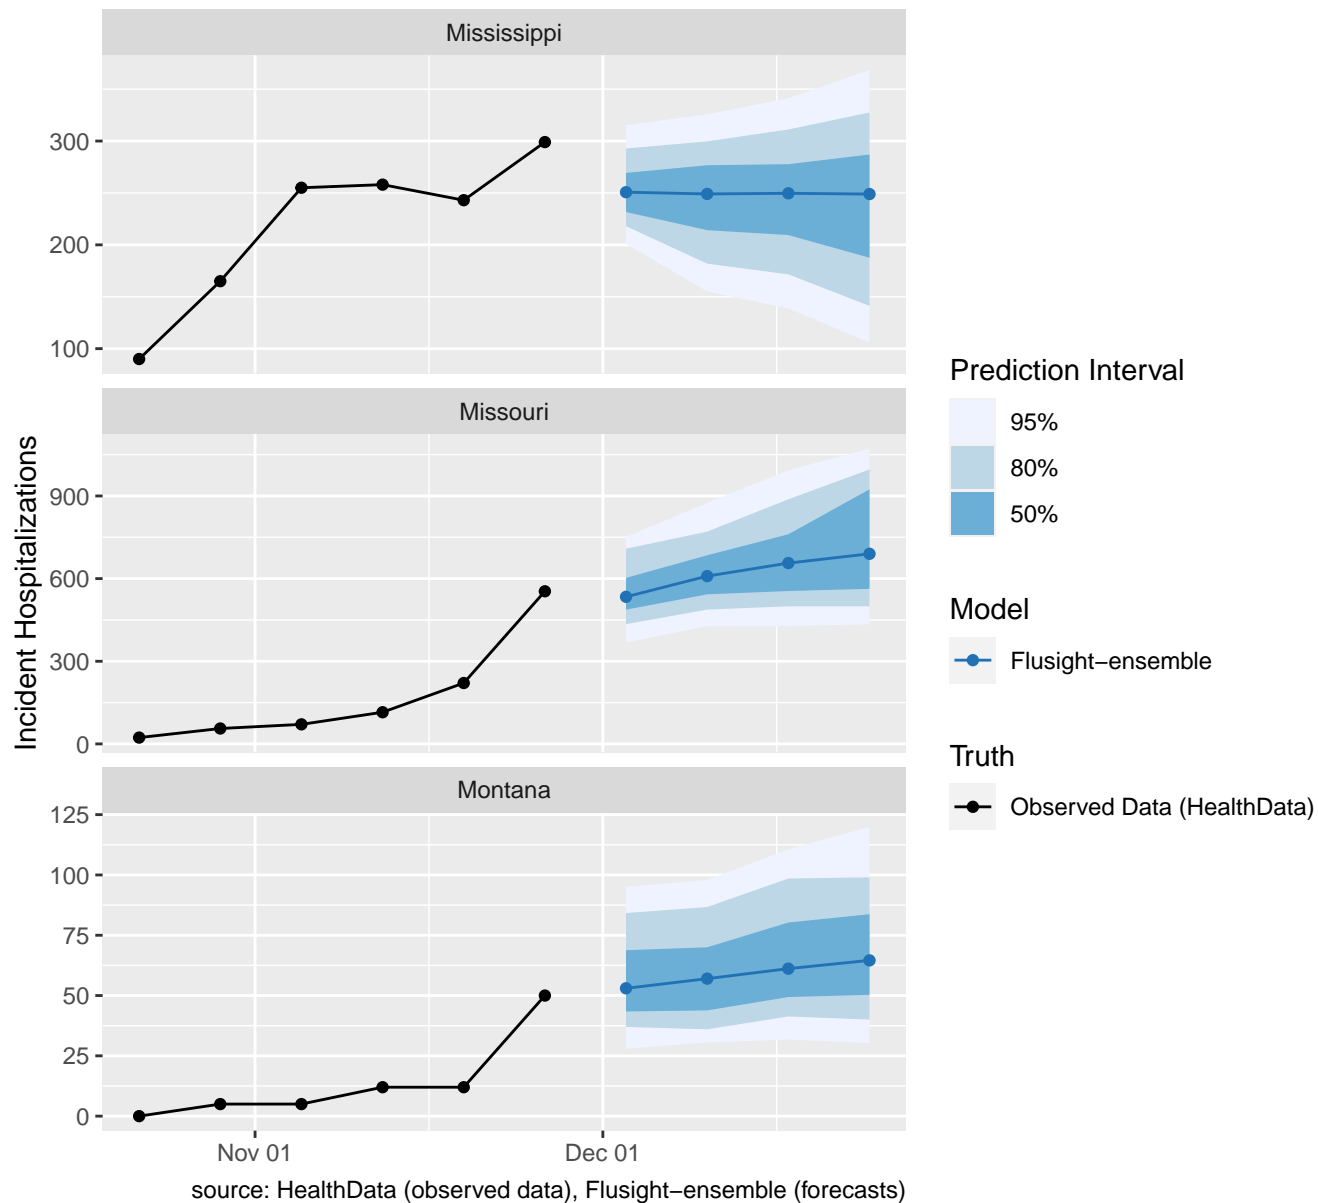 Mississippi
300
200
100
Missouri
900
600
300
0
Montana
125
100
75
50
25
0
Nov 01
Dec 01
Incident Hospitalizations
source: HealthData (observed data), Flusight−ensemble (forecasts)
Prediction Interval
95%
80%
50%
Model
Flusight−ensemble
Truth
Observed Data (HealthData)